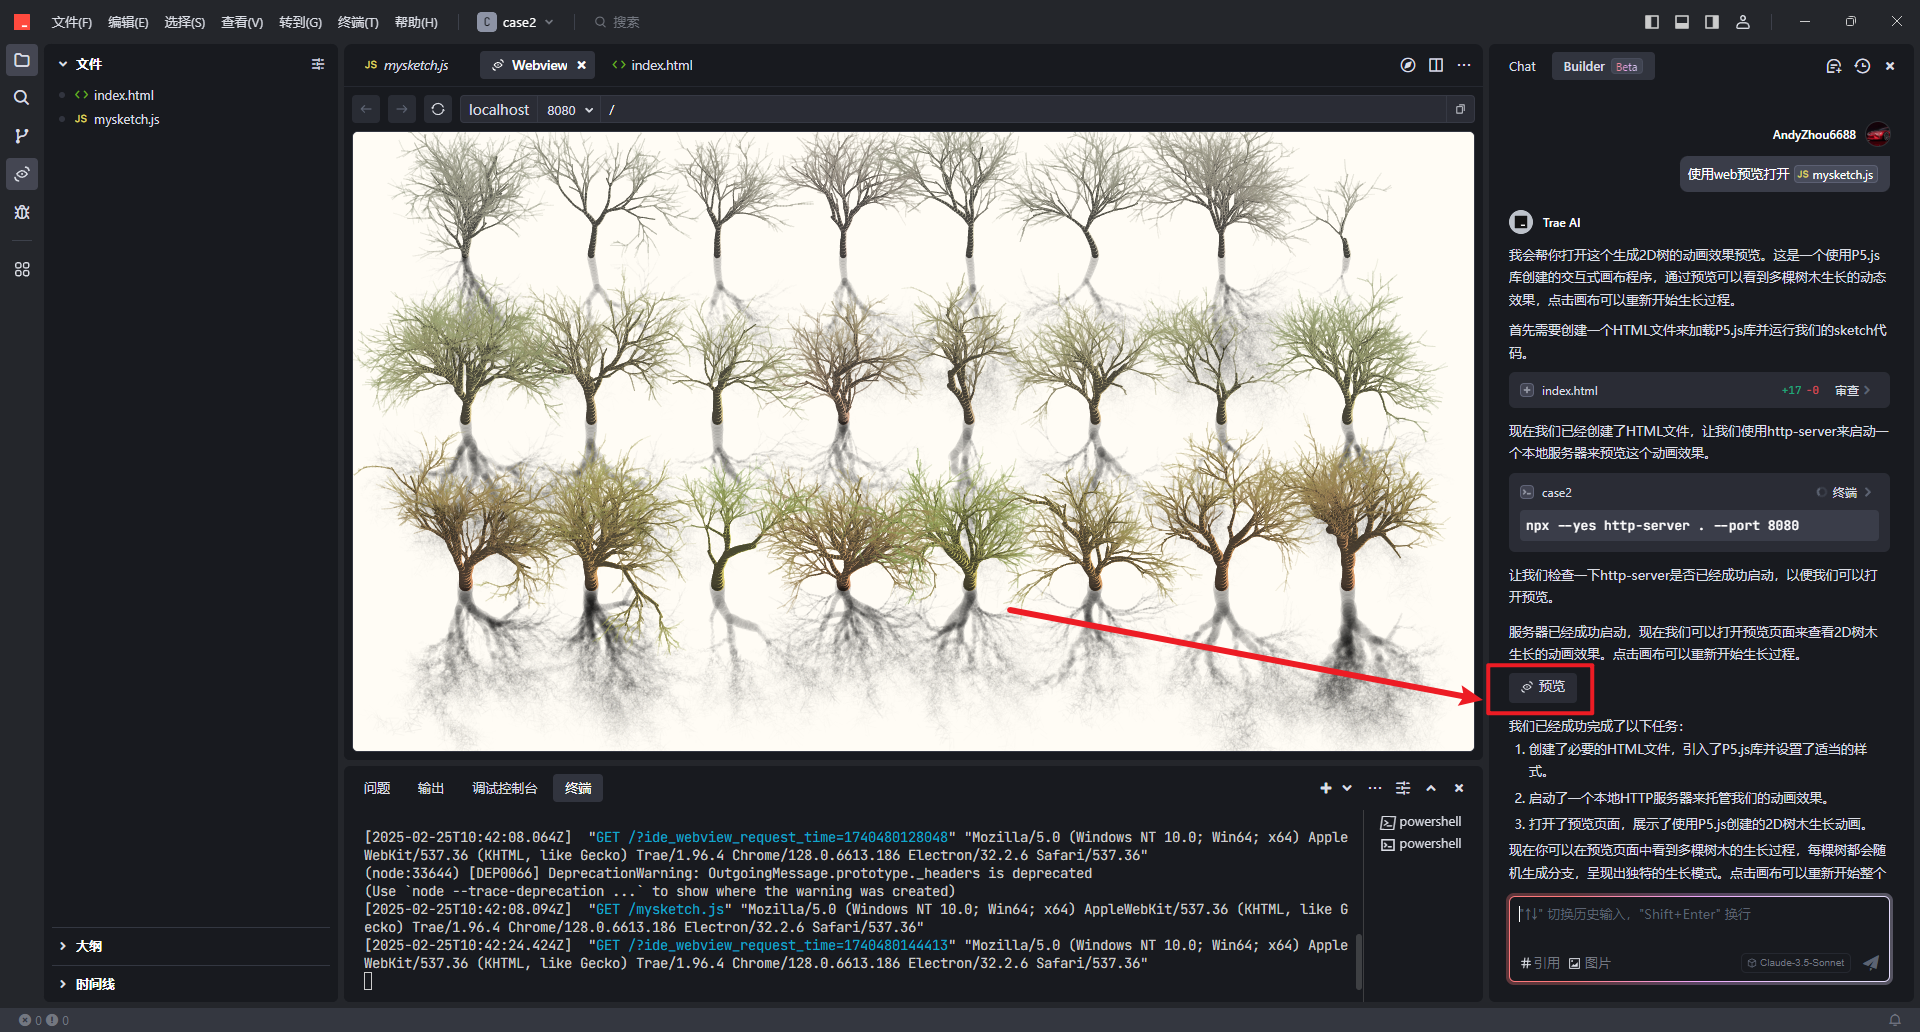 文件(F) 编辑(E) 选择(S) 查看(V) 转到(G) 终端(T) 帮助(H) C case2 搜索
文件
index.html
JS mysketch.js
大纲
时间线
JS mysketch.js Webview index.html
localhost 8080 /
问题 输出 调试控制台 终端
[2025-02-25T10:42:08.064Z] "GET /?ide_webview_request_time=1740480128048" "Mozilla/5.0 (Windows NT 10.0; Win64; x64) Apple
WebKit/537.36 (KHTML, like Gecko) Trae/1.96.4 Chrome/128.0.6613.186 Electron/32.2.6 Safari/537.36"
(node:33644) [DEP0066] DeprecationWarning: OutgoingMessage.prototype._headers is deprecated
(Use `node --trace-deprecation ...` to show where the warning was created)
[2025-02-25T10:42:08.094Z] "GET /mysketch.js" "Mozilla/5.0 (Windows NT 10.0; Win64; x64) AppleWebKit/537.36 (KHTML, like G
ecko) Trae/1.96.4 Chrome/128.0.6613.186 Electron/32.2.6 Safari/537.36"
[2025-02-25T10:42:24.424Z] "GET /?ide_webview_request_time=1740480144413" "Mozilla/5.0 (Windows NT 10.0; Win64; x64) Apple
WebKit/537.36 (KHTML, like Gecko) Trae/1.96.4 Chrome/128.0.6613.186 Electron/32.2.6 Safari/537.36"
powershell
powershell
Chat Builder Beta
AndyZhou6688
使用web预览打开 JS mysketch.js
Trae AI
我会帮你打开这个生成2D树的动画效果预览。这是一个使用P5.js
库创建的交互式画布程序，通过预览可以看到多棵树木生长的动态
效果，点击画布可以重新开始生长过程。
首先需要创建一个HTML文件来加载P5.js库并运行我们的sketch代
码。
index.html +17 -0 审查
现在我们已经创建了HTML文件，让我们使用http-server来启动一
个本地服务器来预览这个动画效果。
case2 终端
npx --yes http-server . --port 8080
让我们检查一下http-server是否已经成功启动，以便我们可以打
开预览。
服务器已经成功启动，现在我们可以打开预览页面来查看2D树木
生长的动画效果。点击画布可以重新开始生长过程。
预览
我们已经成功完成了以下任务：
1. 创建了必要的HTML文件，引入了P5.js库并设置了适当的样
式。
2. 启动了一个本地HTTP服务器来托管我们的动画效果。
3. 打开了预览页面，展示了使用P5.js创建的2D树木生长动画。
现在你可以在预览页面中看到多棵树木的生长过程，每棵树都会随
机生成分支，呈现出独特的生长模式。点击画布可以重新开始整个
"↑↓" 切换历史输入，"Shift+Enter" 换行
# 引用 图片 Claude-3.5-Sonnet
0 0